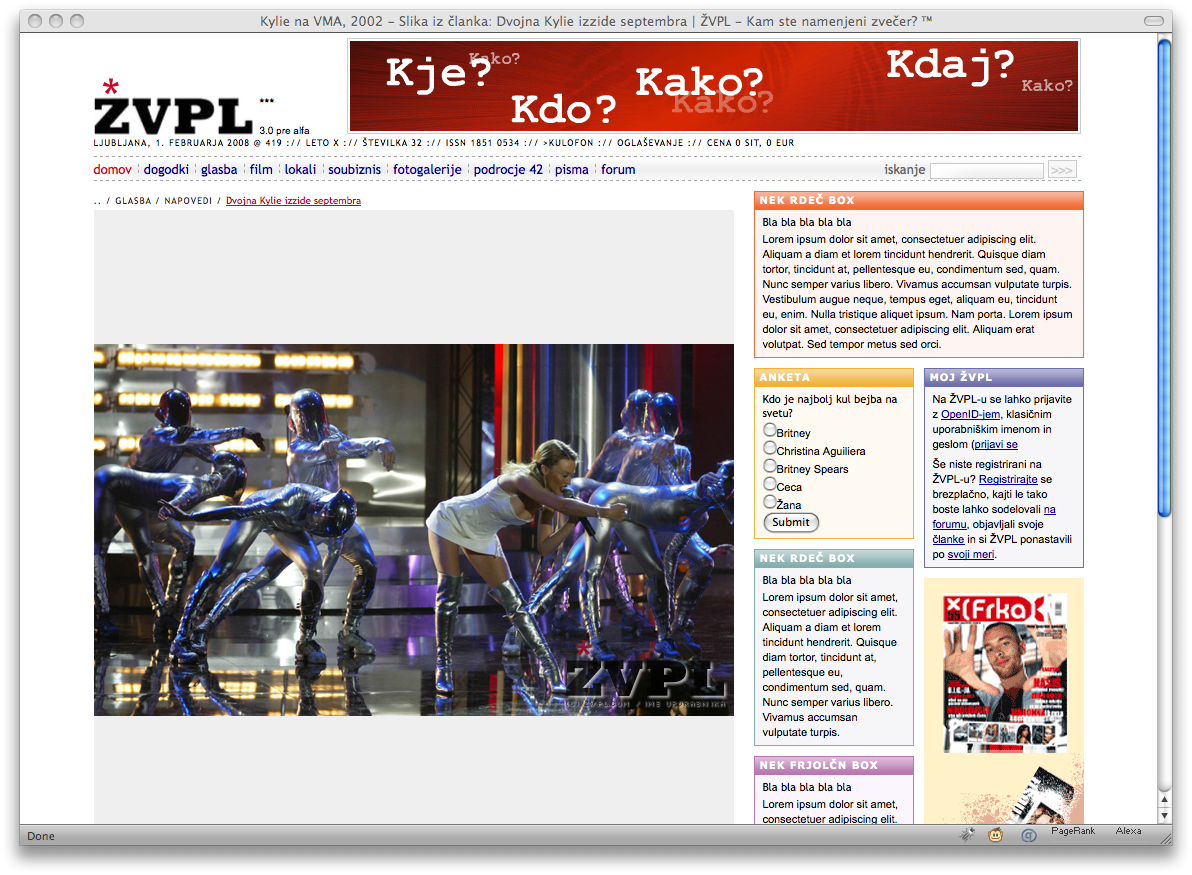 Kylie na VMA, 2002 – Slika iz članka: Dvojna Kylie izzide septembra | ŽVPL – Kam ste namenjeni zvečer? ™
Kje? Kako? Kdo? Kako? Kako? Kdaj? Kako?
*ŽVPL *** 3.0 pre alfa
LJUBLJANA, 1. FEBRUARJA 2008 @ 419 :// LETO X :// ŠTEVILKA 32 :// ISSN 1851 0534 :// >KULOFON :// OGLAŠEVANJE :// CENA 0 SIT, 0 EUR
domov dogodki glasba film lokali soubiznis fotogalerije podrocje 42 pisma forum iskanje >>>
.. / GLASBA / NAPOVEDI / Dvojna Kylie izzide septembra
*ŽVPL
(C) ZVPL.COM / IME UPORABNIKA
NEK RDEČ BOX
Bla bla bla bla bla
Lorem ipsum dolor sit amet, consectetuer adipiscing elit.
Aliquam a diam et lorem tincidunt hendrerit. Quisque diam
tortor, tincidunt at, pellentesque eu, condimentum sed, quam.
Nunc semper varius libero. Vivamus accumsan vulputate turpis.
Vestibulum augue neque, tempus eget, aliquam eu, tincidunt
eu, enim. Nulla tristique aliquet ipsum. Nam porta. Lorem ipsum
dolor sit amet, consectetuer adipiscing elit. Aliquam erat
volutpat. Sed tempor metus sed orci.
ANKETA
Kdo je najbolj kul bejba na
svetu?
Britney
Christina Aguiliera
Britney Spears
Ceca
Žana
Submit
NEK RDEČ BOX
Bla bla bla bla bla
Lorem ipsum dolor sit amet,
consectetuer adipiscing elit.
Aliquam a diam et lorem
tincidunt hendrerit. Quisque
diam tortor, tincidunt at,
pellentesque eu,
condimentum sed, quam.
Nunc semper varius libero.
Vivamus accumsan
vulputate turpis.
NEK FRJOLČN BOX
Bla bla bla bla bla
Lorem ipsum dolor sit amet,
consectetuer adipiscing elit.
MOJ ŽVPL
Na ŽVPL-u se lahko prijavite
z OpenID-jem, klasičnim
uporabniškim imenom in
geslom (prijavi se
Še niste registrirani na
ŽVPL-u? Registrirajte se
brezplačno, kajti le tako
boste lahko sodelovali na
forumu, objavljali svoje
članke in si ŽVPL ponastavili
po svoji meri.
Frka
55
Done
PageRank Alexa